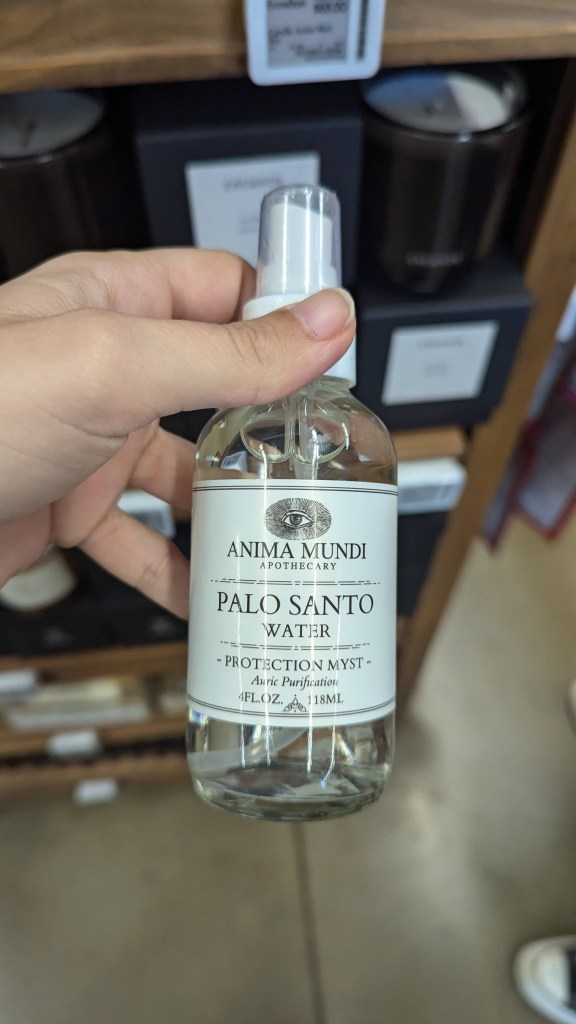 ANIMA MUNDI
APOTHECARY
PALO SANTO
WATER
- PROTECTION MYST -
Auric Purification
4FL.OZ. 118ML